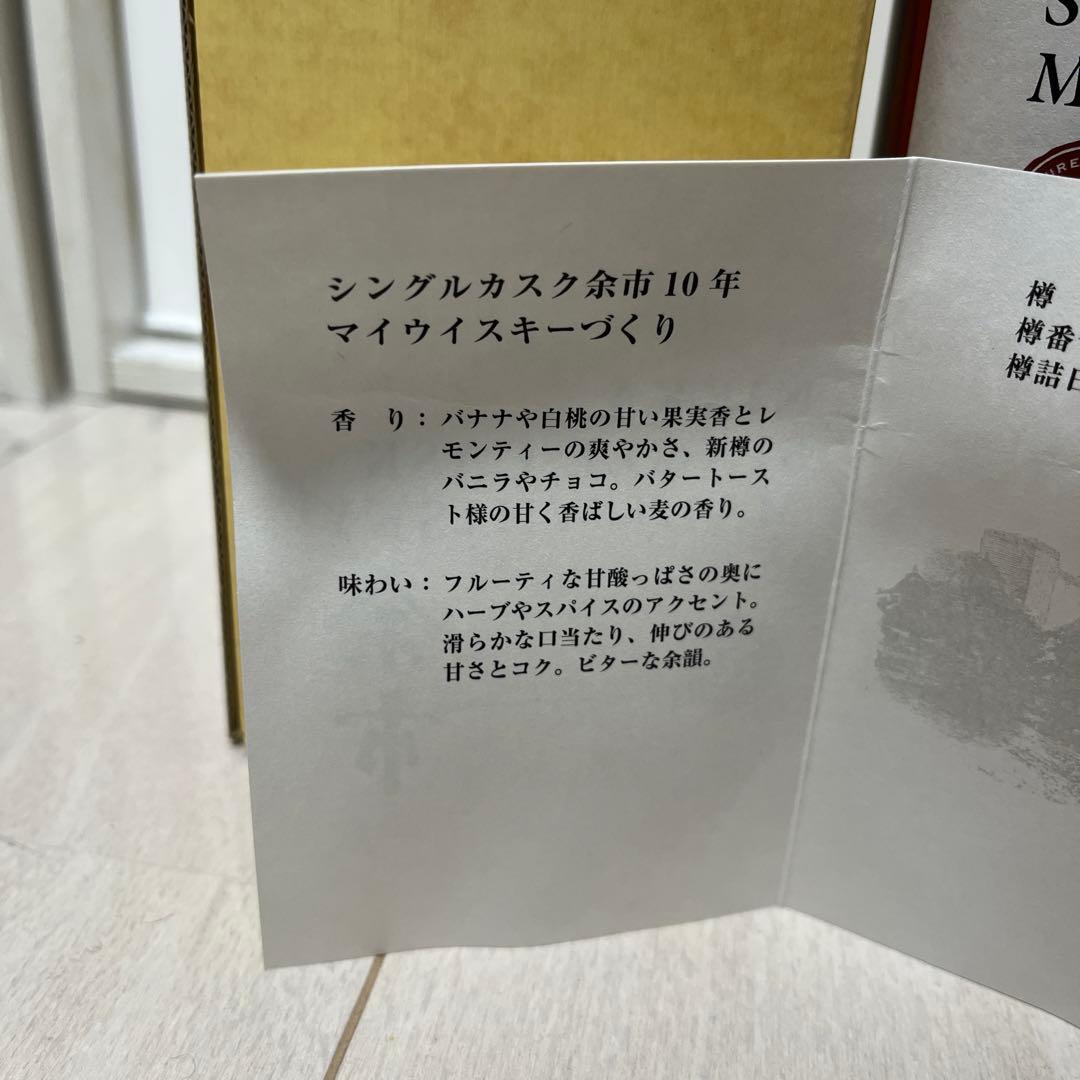 シングルカスク余市10年
マイウイスキーづくり
香　り：バナナや白桃の甘い果実香とレ
モンティーの爽やかさ、新樽の
バニラやチョコ。バタートース
ト様の甘く香ばしい麦の香り。
味わい：フルーティな甘酸っぱさの奥に
ハーブやスパイスのアクセント。
滑らかな口当たり、伸びのある
甘さとコク。ビターな余韻。
樽
樽番
樽詰日
S
M